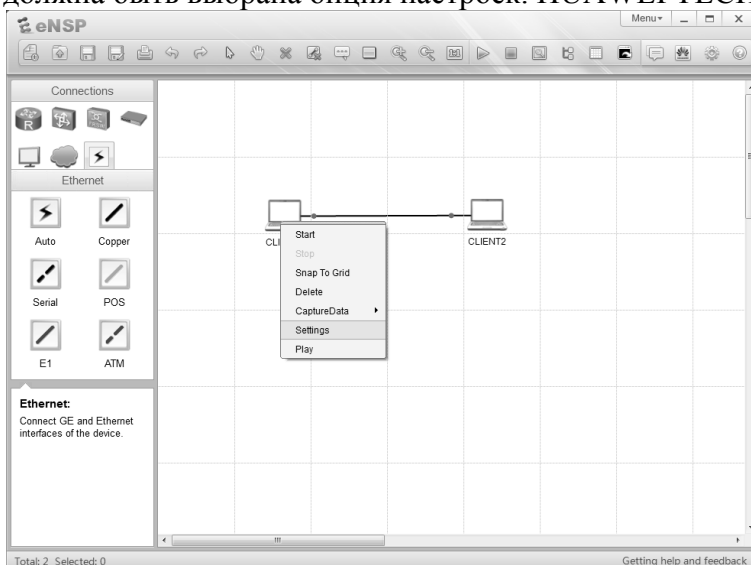 должна быть выбрана опция настроек. HUAWEI TECH
eNSP
Menu
Connections
Ethernet
Auto
Copper
Serial
POS
E1
ATM
Ethernet:
Connect GE and Ethernet
interfaces of the device.
CLI
CLIENT2
Start
Stop
Snap To Grid
Delete
CaptureData
Settings
Play
Total: 2 Selected: 0
Getting help and feedback